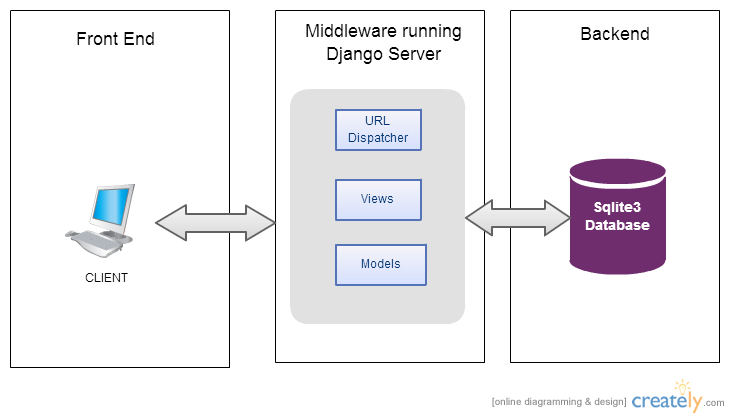 Front End
Middleware running
Django Server
Backend
URL
Dispatcher
Views
Models
Sqlite3
Database
CLIENT
[online diagramming & design] creately.com